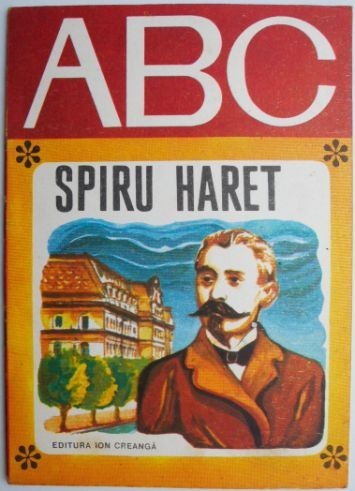 ABC
SPIRU HARET
EDITURA ION CREANGĂ